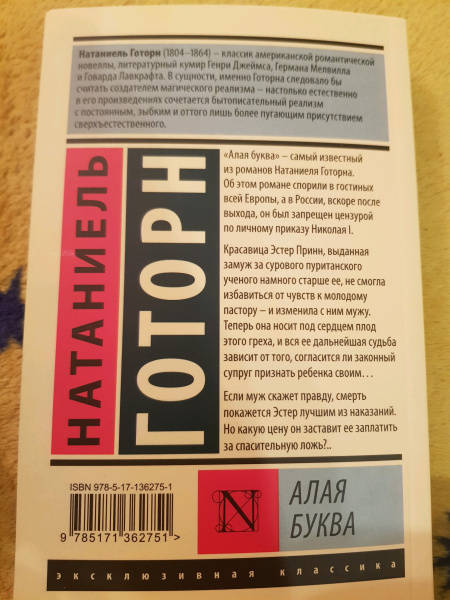 Натаниель Готорн (1804–1864) – классик американской романтической
новеллы, литературный кумир Генри Джеймса, Германа Мелвилла
и Говарда Лавкрафта. В сущности, именно Готорна следовало бы
считать создателем магического реализма – настолько естественно
в его произведениях сочетается бытописательный реализм
с постоянным, зыбким и оттого лишь более пугающим присутствием
сверхъестественного.
НАТАНИЕЛЬ
ГОТОРН
«Алая буква» – самый известный
из романов Натаниеля Готорна.
Об этом романе спорили в гостиных
всей Европы, а в России, вскоре после
выхода, он был запрещен цензурой
по личному приказу Николая I.
Красавица Эстер Принн, выданная
замуж за сурового пуританского
ученого намного старше ее, не смогла
избавиться от чувств к молодому
пастору – и изменила с ним мужу.
Теперь она носит под сердцем плод
этого греха, и вся ее дальнейшая судьба
зависит от того, согласится ли законный
супруг признать ребенка своим...
Если муж скажет правду, смерть
покажется Эстер лучшим из наказаний.
Но какую цену он заставит ее заплатить
за спасительную ложь?..
ISBN 978-5-17-136275-1
9 785171 362751 >
N
АЛАЯ
БУКВА
эксклюзивная классика